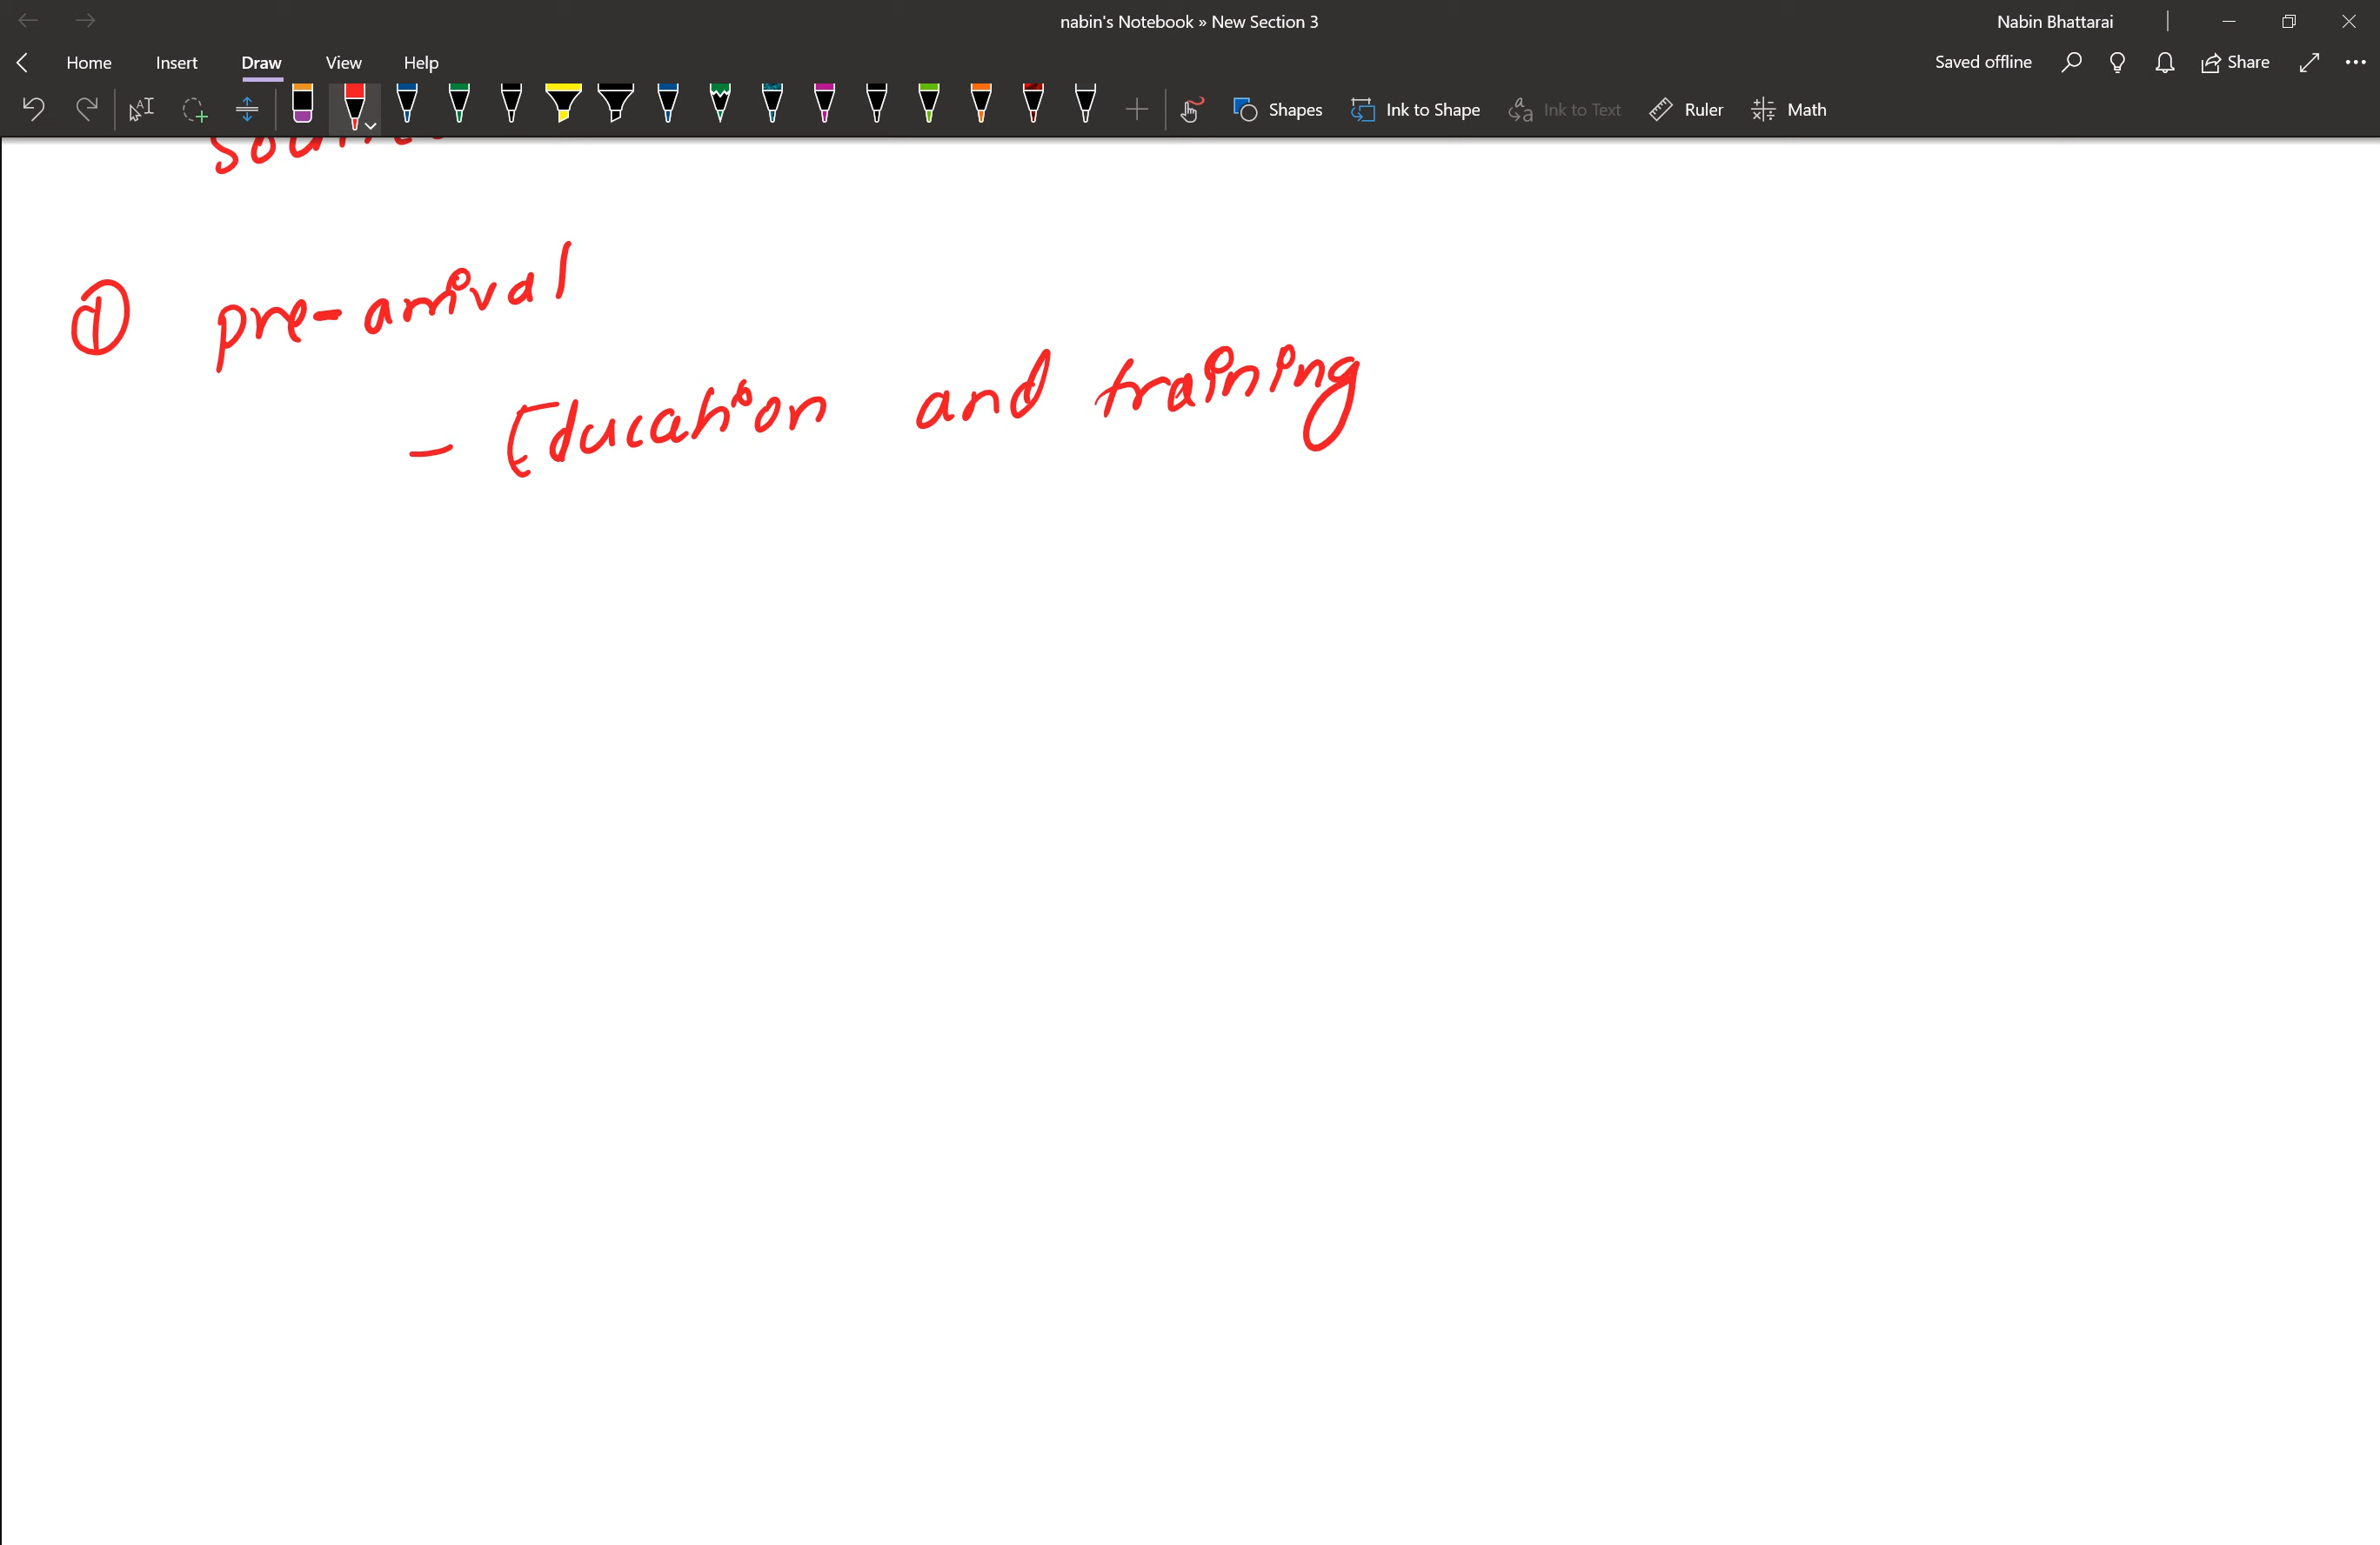 nabin's Notebook » New Section 3
Nabin Bhattarai
Home Insert Draw View Help
Saved offline
Share
Shapes Ink to Shape Ink to Text Ruler Math
① pre-arrival
- Education and training